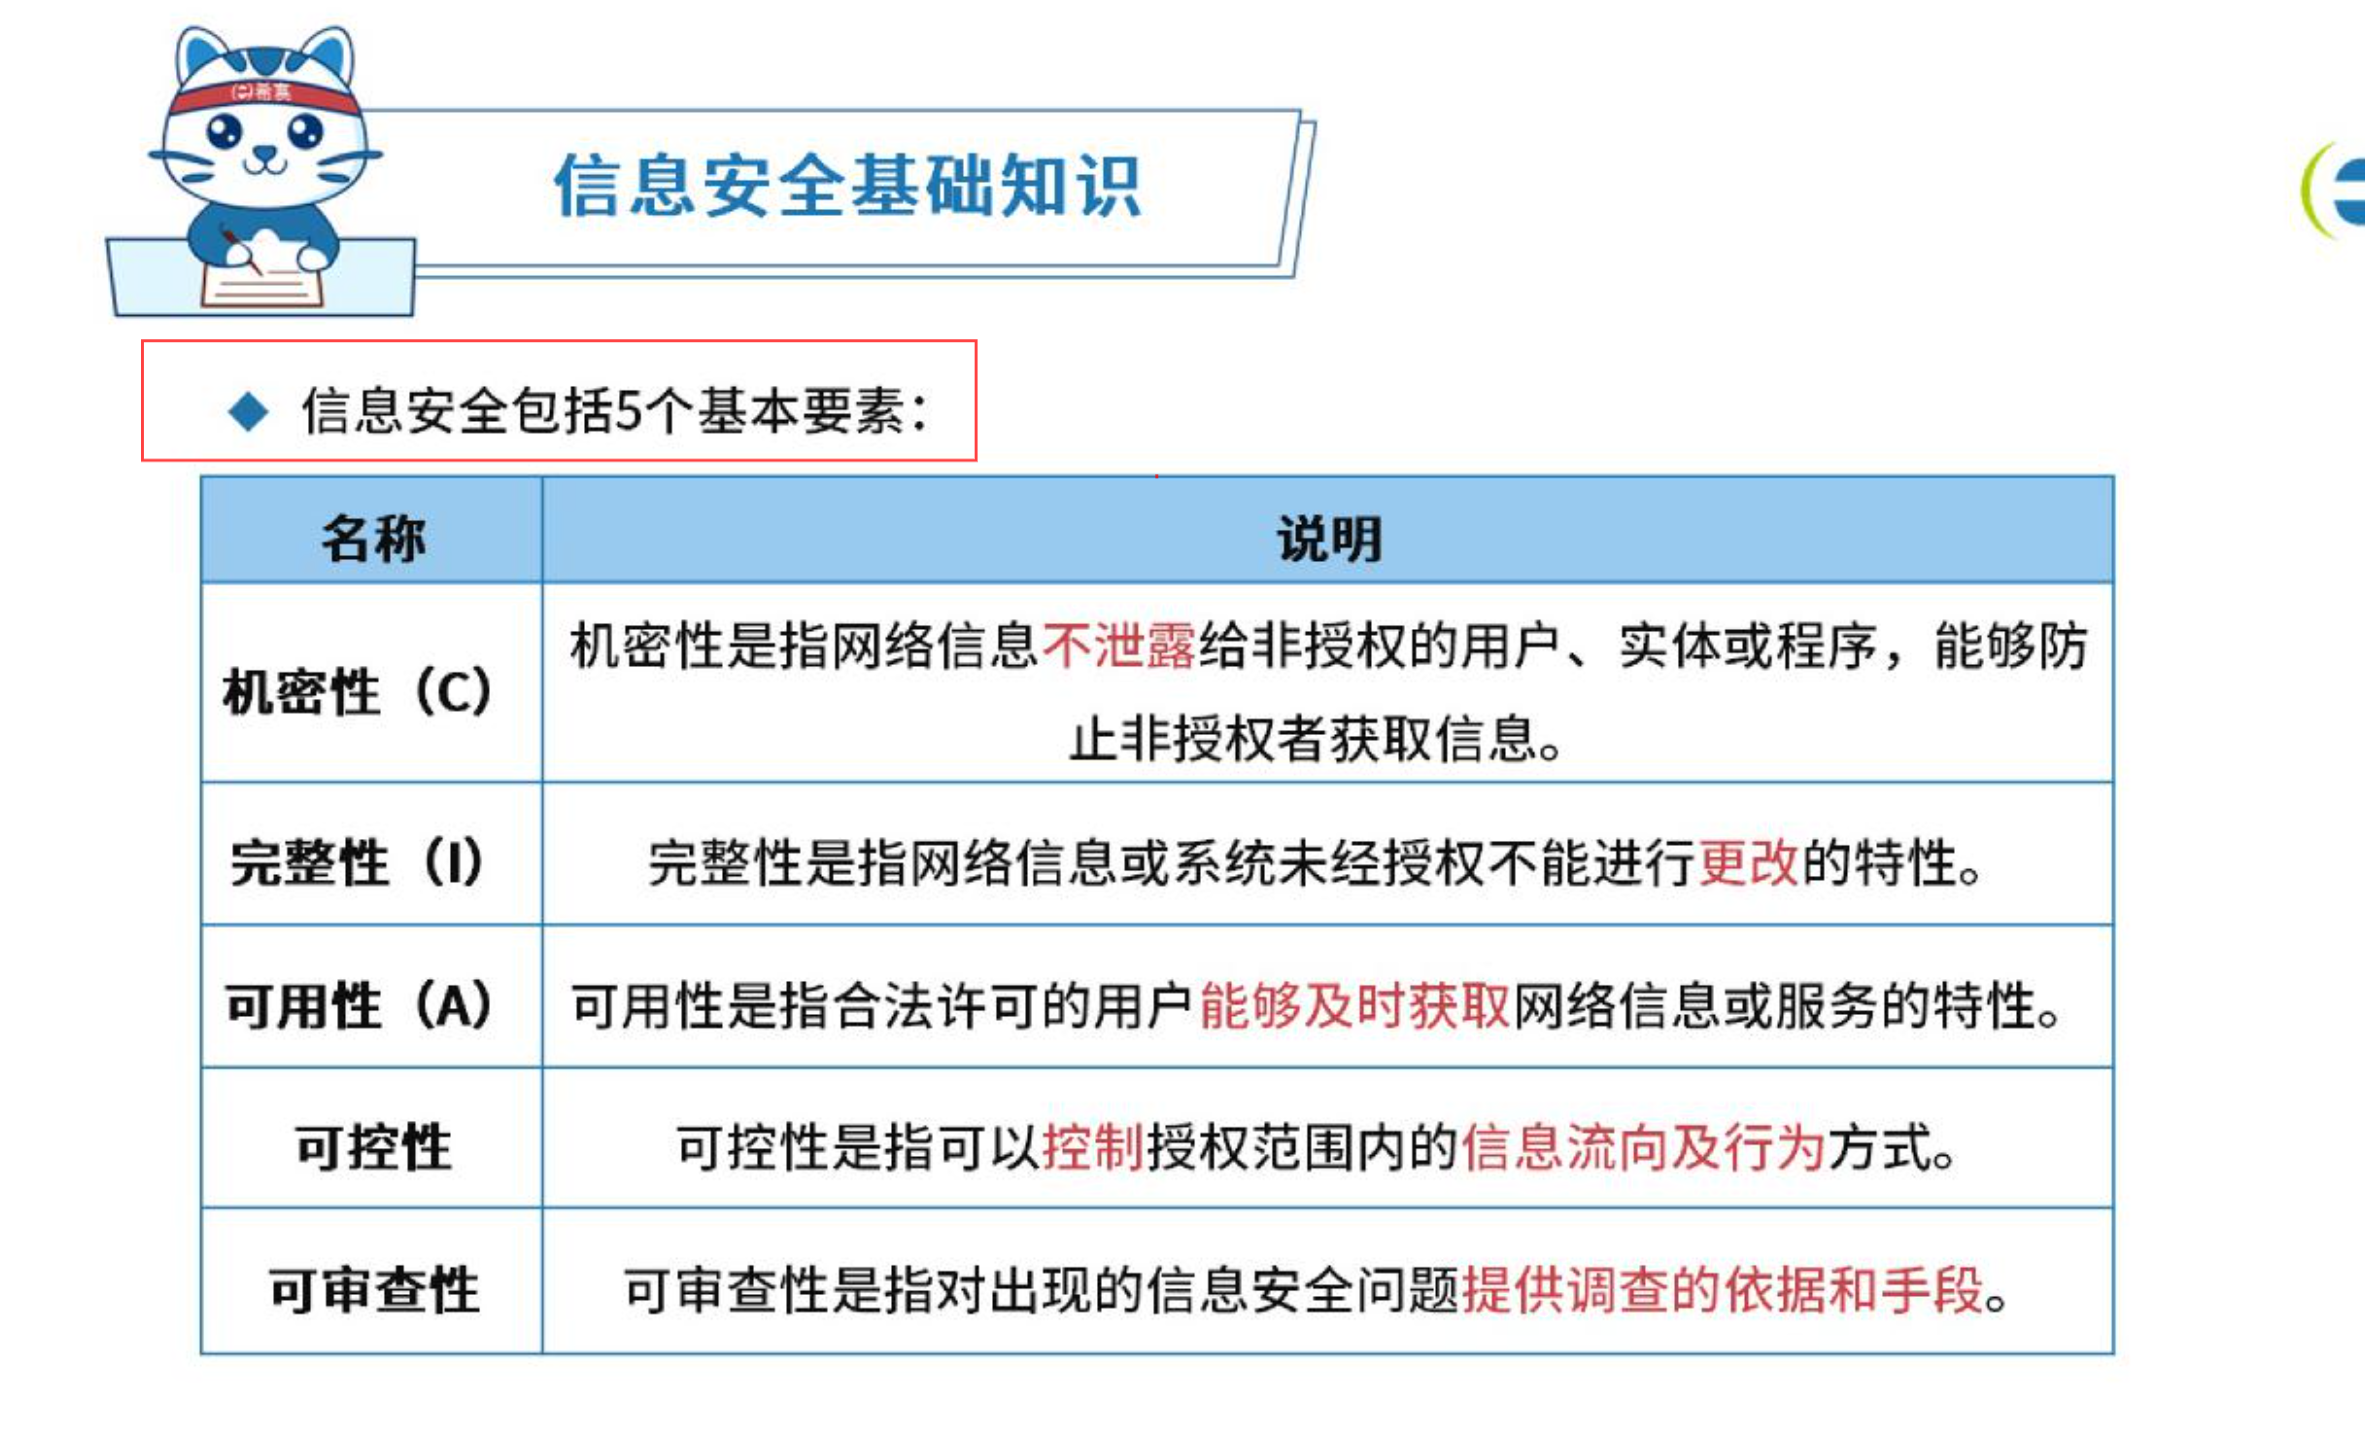 希赛
信息安全基础知识
信息安全包括5个基本要素：
名称
说明
机密性（C）
机密性是指网络信息不泄露给非授权的用户、实体或程序，能够防
止非授权者获取信息。
完整性（I）
完整性是指网络信息或系统未经授权不能进行更改的特性。
可用性（A）
可用性是指合法许可的用户能够及时获取网络信息或服务的特性。
可控性
可控性是指可以控制授权范围内的信息流向及行为方式。
可审查性
可审查性是指对出现的信息安全问题提供调查的依据和手段。